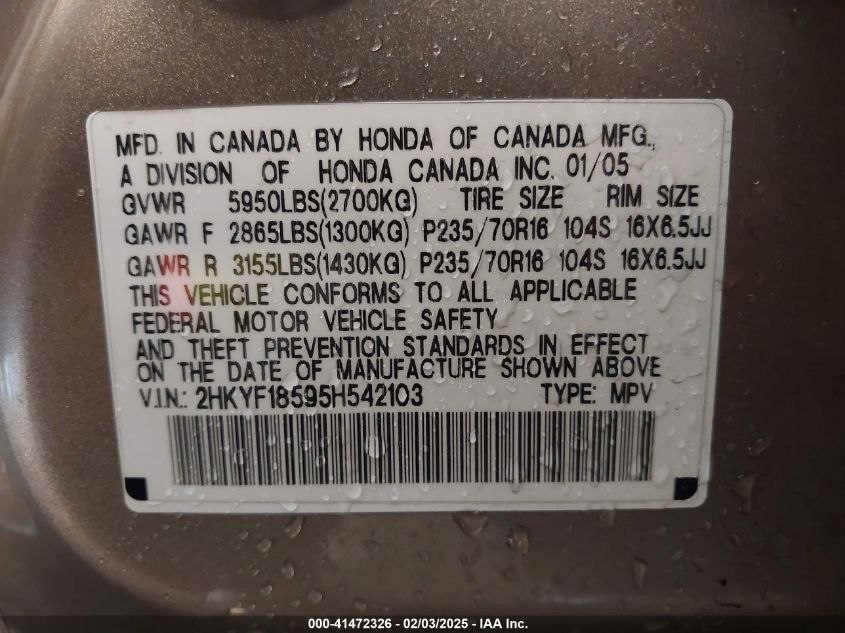 MFD. IN CANADA BY HONDA OF CANADA MFG.,
A DIVISION OF HONDA CANADA INC. 01/05
GVWR 5950LBS(2700KG) TIRE SIZE RIM SIZE
GAWR F 2865LBS(1300KG) P235/70R16 104S 16X6.5JJ
GAWR R 3155LBS(1430KG) P235/70R16 104S 16X6.5JJ
THIS VEHICLE CONFORMS TO ALL APPLICABLE
FEDERAL MOTOR VEHICLE SAFETY
AND THEFT PREVENTION STANDARDS IN EFFECT
ON THE DATE OF MANUFACTURE SHOWN ABOVE
V.I.N.: 2HKYF18595H542103 TYPE: MPV
000-41472326 - 02/03/2025 - IAA Inc.